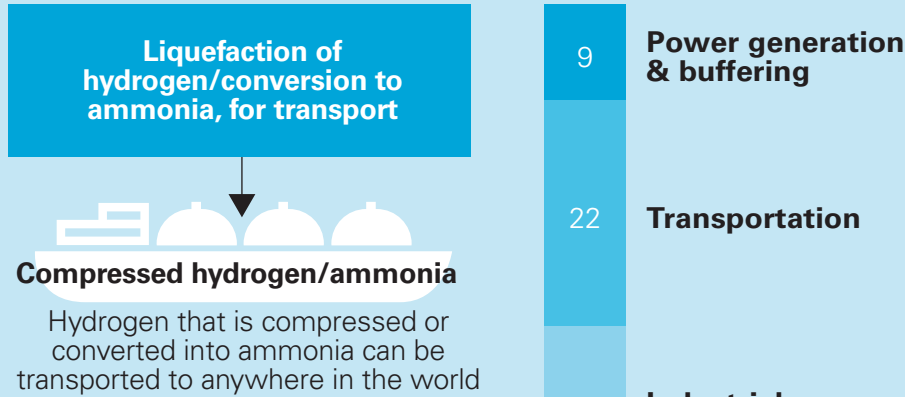 Liquefaction of
hydrogen/conversion to
ammonia, for transport
Compressed hydrogen/ammonia
Hydrogen that is compressed or
converted into ammonia can be
transported to anywhere in the world
9
Power generation
& buffering
22
Transportation